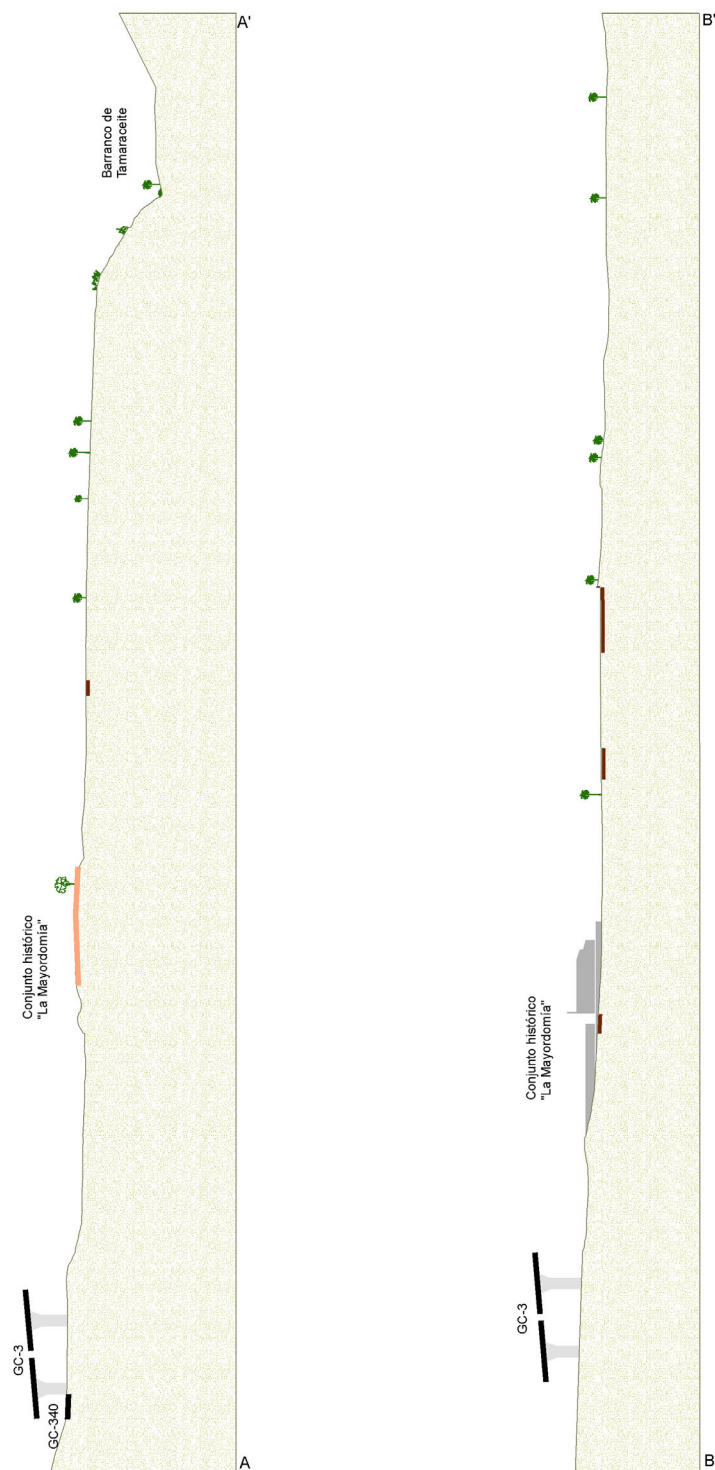 A
GC-340
GC-3
Conjunto histórico
"La Mayordomía"
Barranco de
Tamaraceite
A'
B
GC-3
Conjunto histórico
"La Mayordomía"
B'